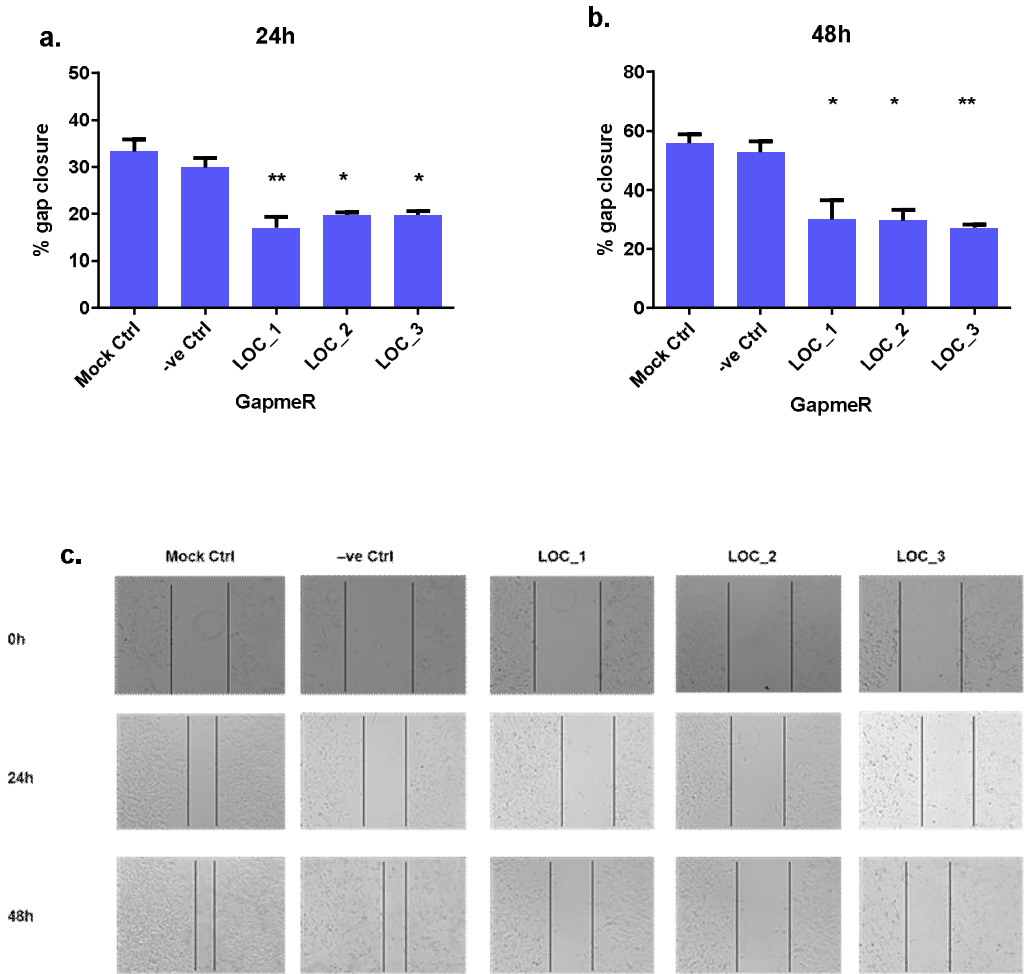 a.
24h
50
40
30
20
10
0
% gap closure
** * *
Mock Ctrl
-ve Ctrl
LOC_1
LOC_2
LOC_3
GapmeR
b.
48h
80
60
40
20
0
% gap closure
* * **
Mock Ctrl
-ve Ctrl
LOC_1
LOC_2
LOC_3
GapmeR
c.
Mock Ctrl –ve Ctrl LOC_1 LOC_2 LOC_3
0h
24h
48h